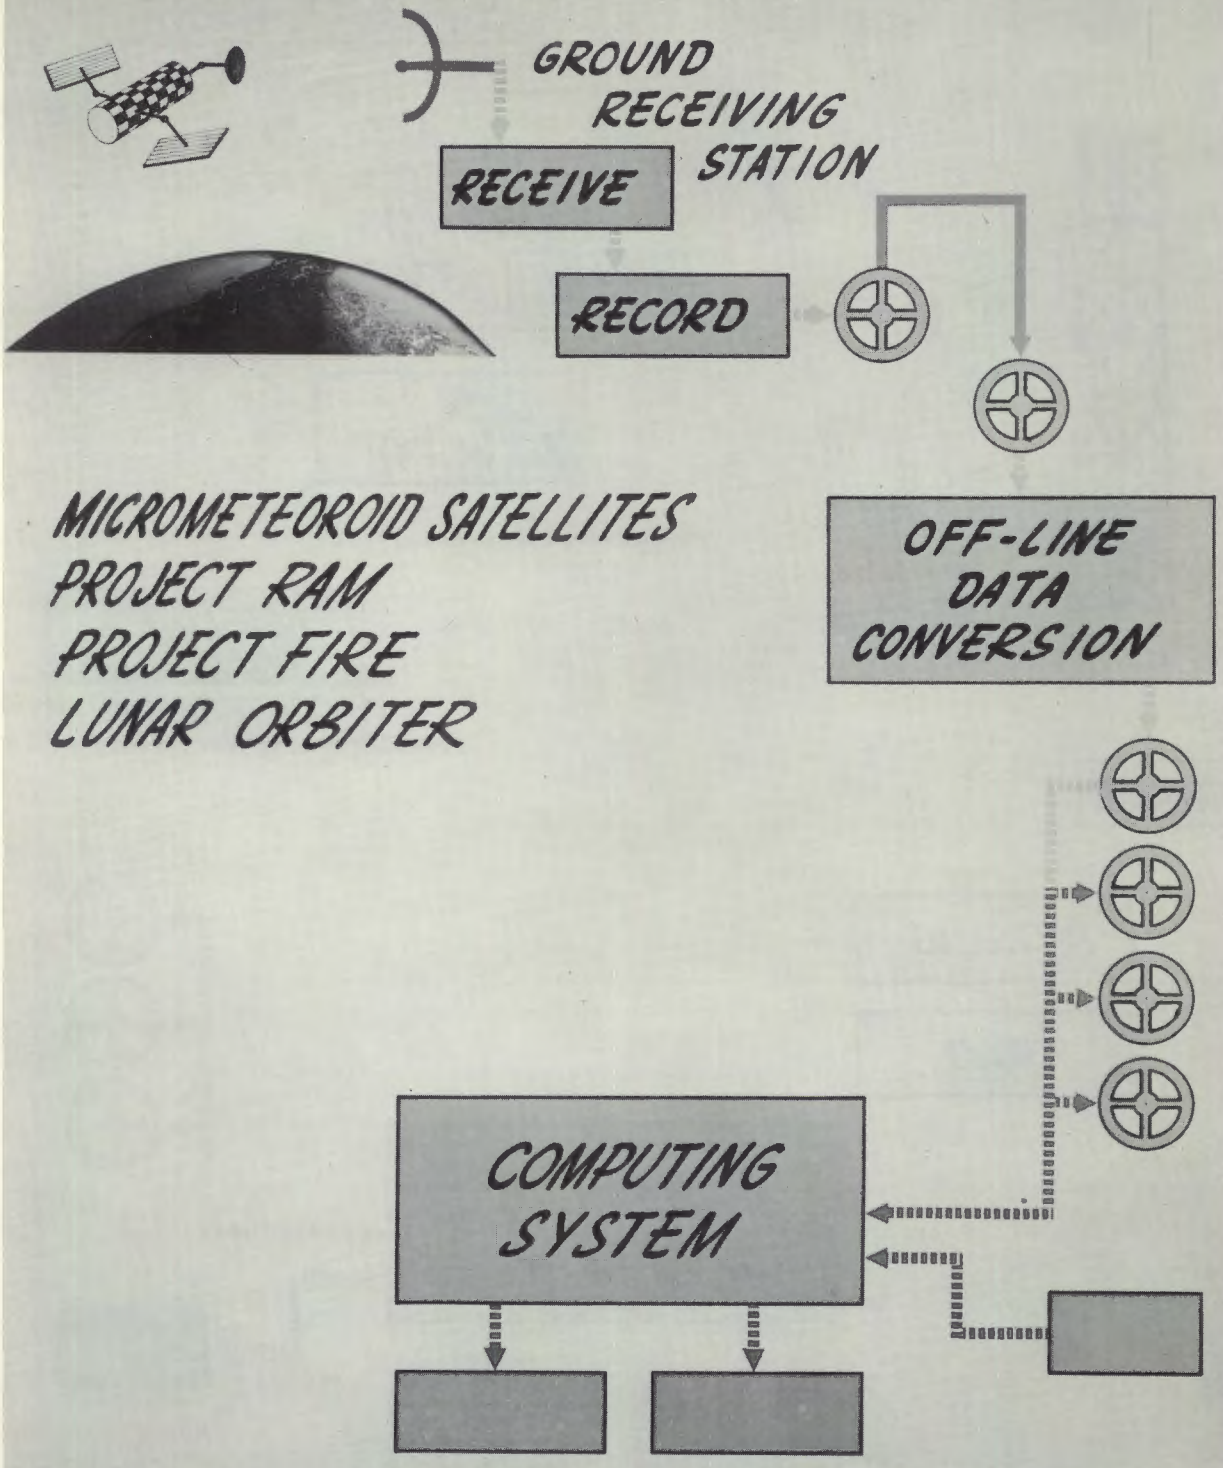 GROUND
RECEIVING
STATION
RECEIVE
RECORD
OFF-LINE
DATA
CONVERSION
MICROMETEOROID SATELLITES
PROJECT RAM
PROJECT FIRE
LUNAR ORBITER
COMPUTING
SYSTEM